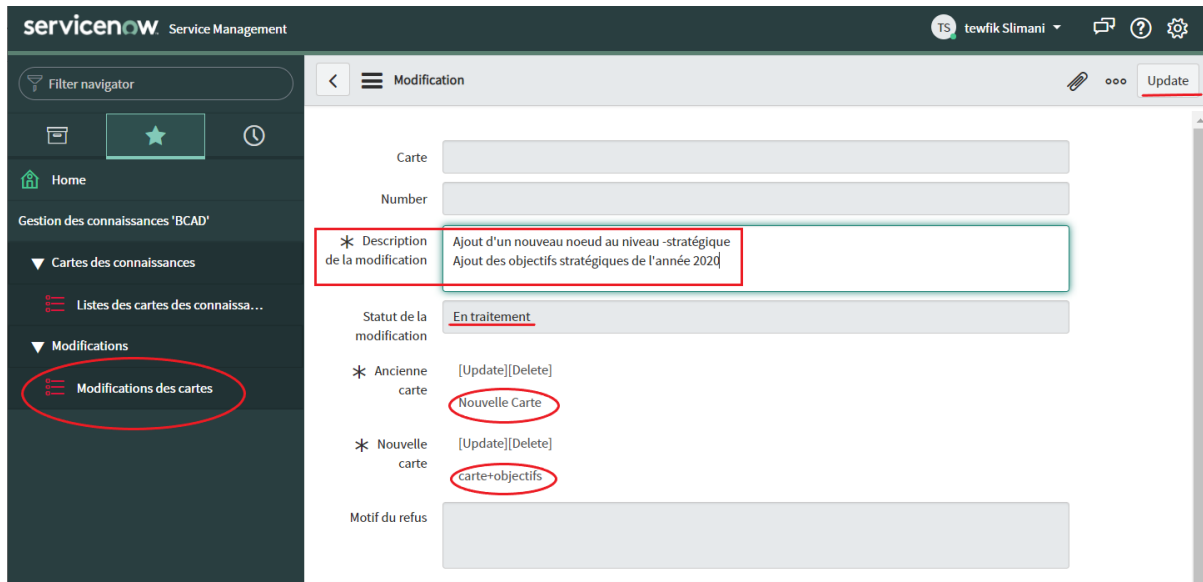 servicenow Service Management
TS tewfik Slimani
Filter navigator
Home
Gestion des connaissances 'BCAD'
Cartes des connaissances
Listes des cartes des connaissa...
Modifications
Modifications des cartes
Modification
Update
Carte
Number
Description
de la modification
Ajout d'un nouveau noeud au niveau -stratégique
Ajout des objectifs stratégiques de l'année 2020
Statut de la
modification
En traitement
Ancienne
carte
[Update][Delete]
Nouvelle Carte
Nouvelle
carte
[Update][Delete]
carte+objectifs
Motif du refus